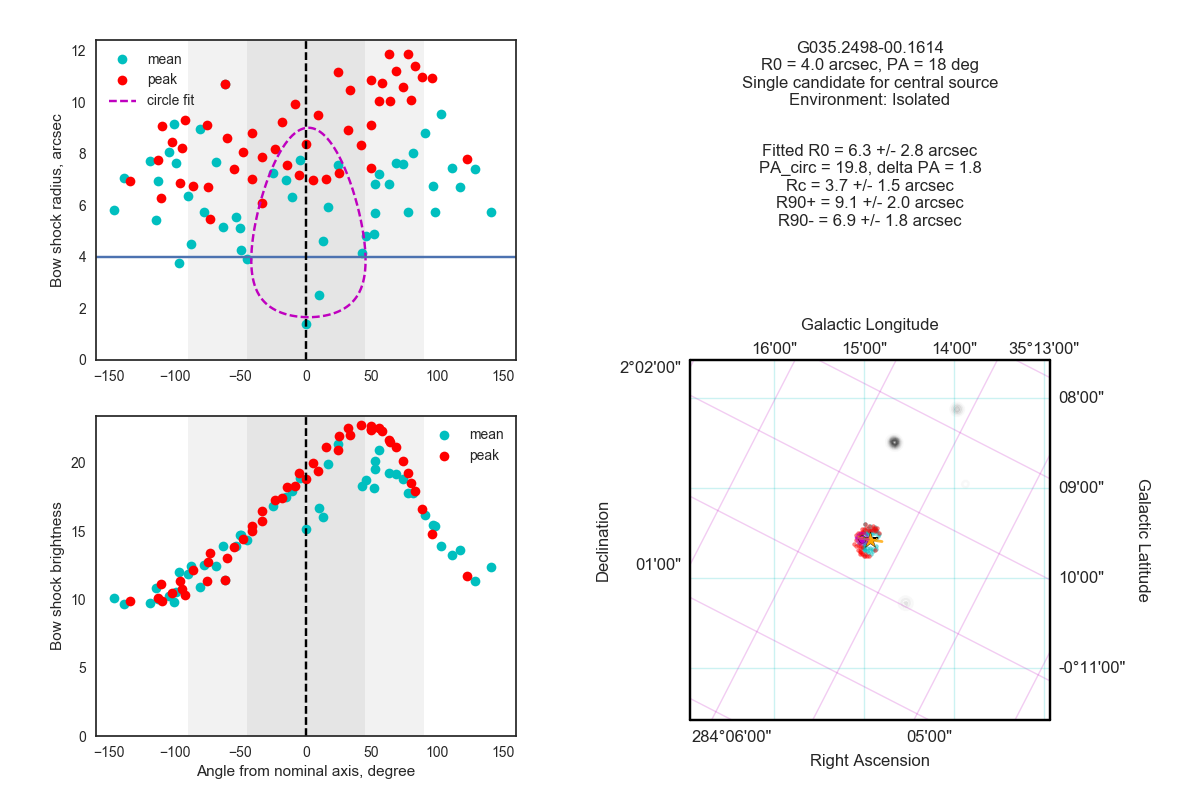 12
10
8
6
4
2
0
Bow shock radius, arcsec
mean
peak
circle fit
−150
−100
−50
0
50
100
150
20
15
10
5
0
Bow shock brightness
mean
peak
−150
−100
−50
0
50
100
150
Angle from nominal axis, degree
G035.2498-00.1614
R0 = 4.0 arcsec, PA = 18 deg
Single candidate for central source
Environment: Isolated
Fitted R0 = 6.3 +/- 2.8 arcsec
PA_circ = 19.8, delta PA = 1.8
Rc = 3.7 +/- 1.5 arcsec
R90+ = 9.1 +/- 2.0 arcsec
R90- = 6.9 +/- 1.8 arcsec
Galactic Longitude
16'00"
15'00"
14'00"
35°13'00"
2°02'00"
01'00"
Declination
08'00"
09'00"
10'00"
-0°11'00"
Galactic Latitude
284°06'00"
05'00"
Right Ascension